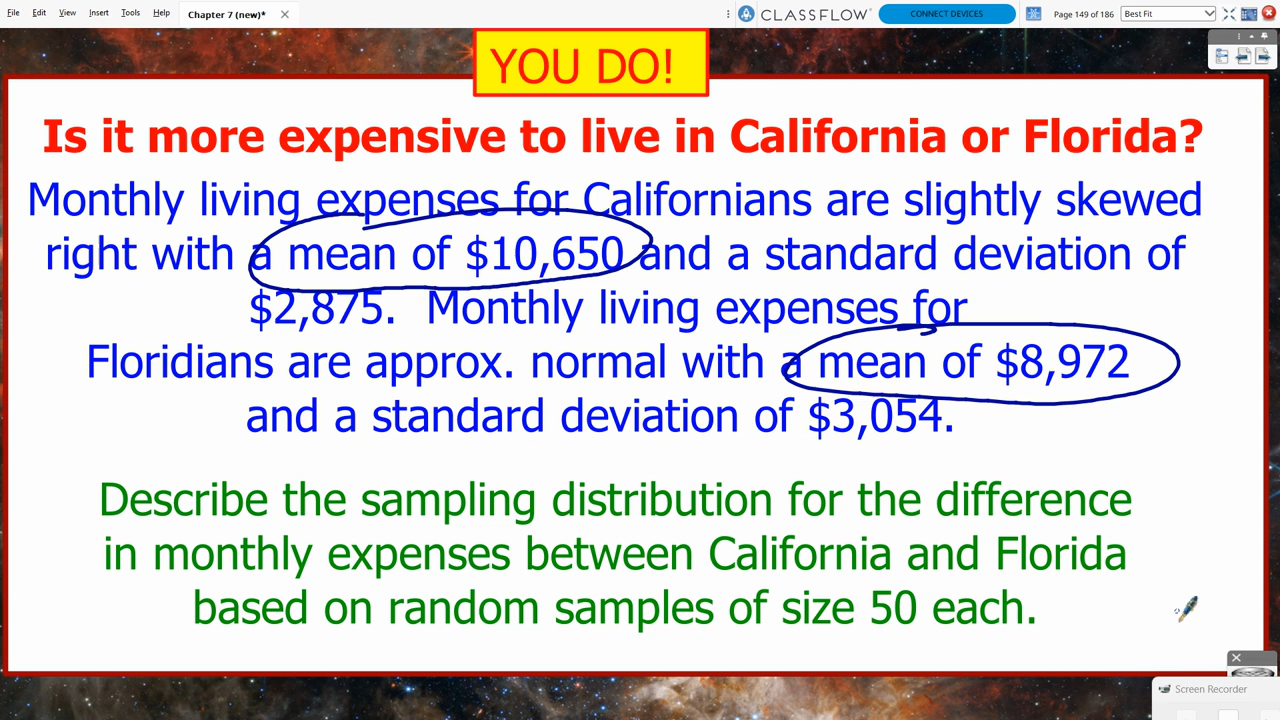 File Edit View Insert Tools Help
Chapter 7 (new)*
CLASSFLOW
CONNECT DEVICES
Page 149 of 186
Best Fit
YOU DO!
Is it more expensive to live in California or Florida?
Monthly living expenses for Californians are slightly skewed
right with a mean of $10,650 and a standard deviation of
$2,875. Monthly living expenses for
Floridians are approx. normal with a mean of $8,972
and a standard deviation of $3,054.
Describe the sampling distribution for the difference
in monthly expenses between California and Florida
based on random samples of size 50 each.
Screen Recorder